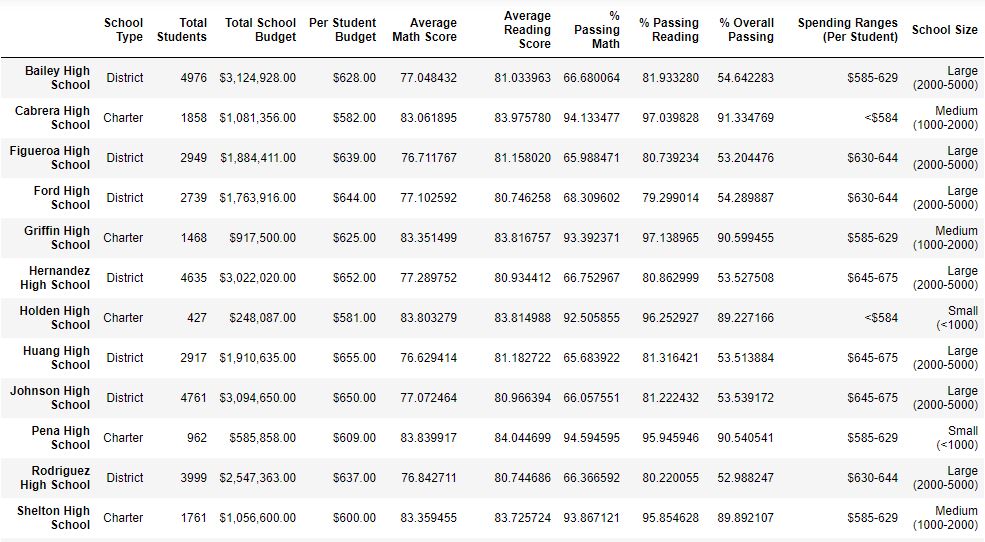 School Type Total Students Total School Budget Per Student Budget Average Math Score Average Reading Score % Passing Math % Passing Reading % Overall Passing Spending Ranges (Per Student) School Size
Bailey High School District 4976 $3,124,928.00 $628.00 77.048432 81.033963 66.680064 81.933280 54.642283 $585-629 Large (2000-5000)
Cabrera High School Charter 1858 $1,081,356.00 $582.00 83.061895 83.975780 94.133477 97.039828 91.334769 <$584 Medium (1000-2000)
Figueroa High School District 2949 $1,884,411.00 $639.00 76.711767 81.158020 65.988471 80.739234 53.204476 $630-644 Large (2000-5000)
Ford High School District 2739 $1,763,916.00 $644.00 77.102592 80.746258 68.309602 79.299014 54.289887 $630-644 Large (2000-5000)
Griffin High School Charter 1468 $917,500.00 $625.00 83.351499 83.816757 93.392371 97.138965 90.599455 $585-629 Medium (1000-2000)
Hernandez High School District 4635 $3,022,020.00 $652.00 77.289752 80.934412 66.752967 80.862999 53.527508 $645-675 Large (2000-5000)
Holden High School Charter 427 $248,087.00 $581.00 83.803279 83.814988 92.505855 96.252927 89.227166 <$584 Small (<1000)
Huang High School District 2917 $1,910,635.00 $655.00 76.629414 81.182722 65.683922 81.316421 53.513884 $645-675 Large (2000-5000)
Johnson High School District 4761 $3,094,650.00 $650.00 77.072464 80.966394 66.057551 81.222432 53.539172 $645-675 Large (2000-5000)
Pena High School Charter 962 $585,858.00 $609.00 83.839917 84.044699 94.594595 95.945946 90.540541 $585-629 Small (<1000)
Rodriguez High School District 3999 $2,547,363.00 $637.00 76.842711 80.744686 66.366592 80.220055 52.988247 $630-644 Large (2000-5000)
Shelton High School Charter 1761 $1,056,600.00 $600.00 83.359455 83.725724 93.867121 95.854628 89.892107 $585-629 Medium (1000-2000)